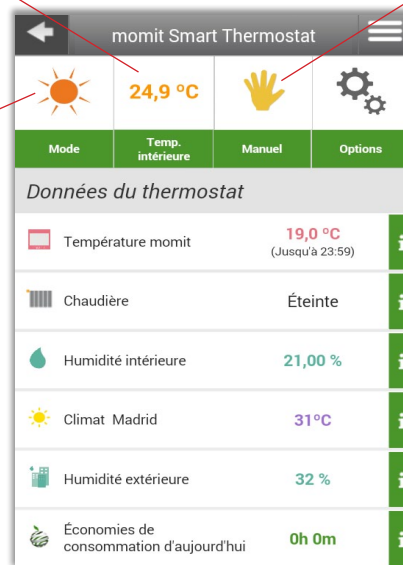 momit Smart Thermostat
24,9 ºC
Mode
Temp.
intérieure
Manuel
Options
Données du thermostat
Température momit
19,0 ºC
(Jusqu'à 23:59)
i
Chaudière
Éteinte
i
Humidité intérieure
21,00 %
i
Climat Madrid
31ºC
i
Humidité extérieure
32 %
i
Économies de
consommation d'aujourd'hui
0h 0m
i